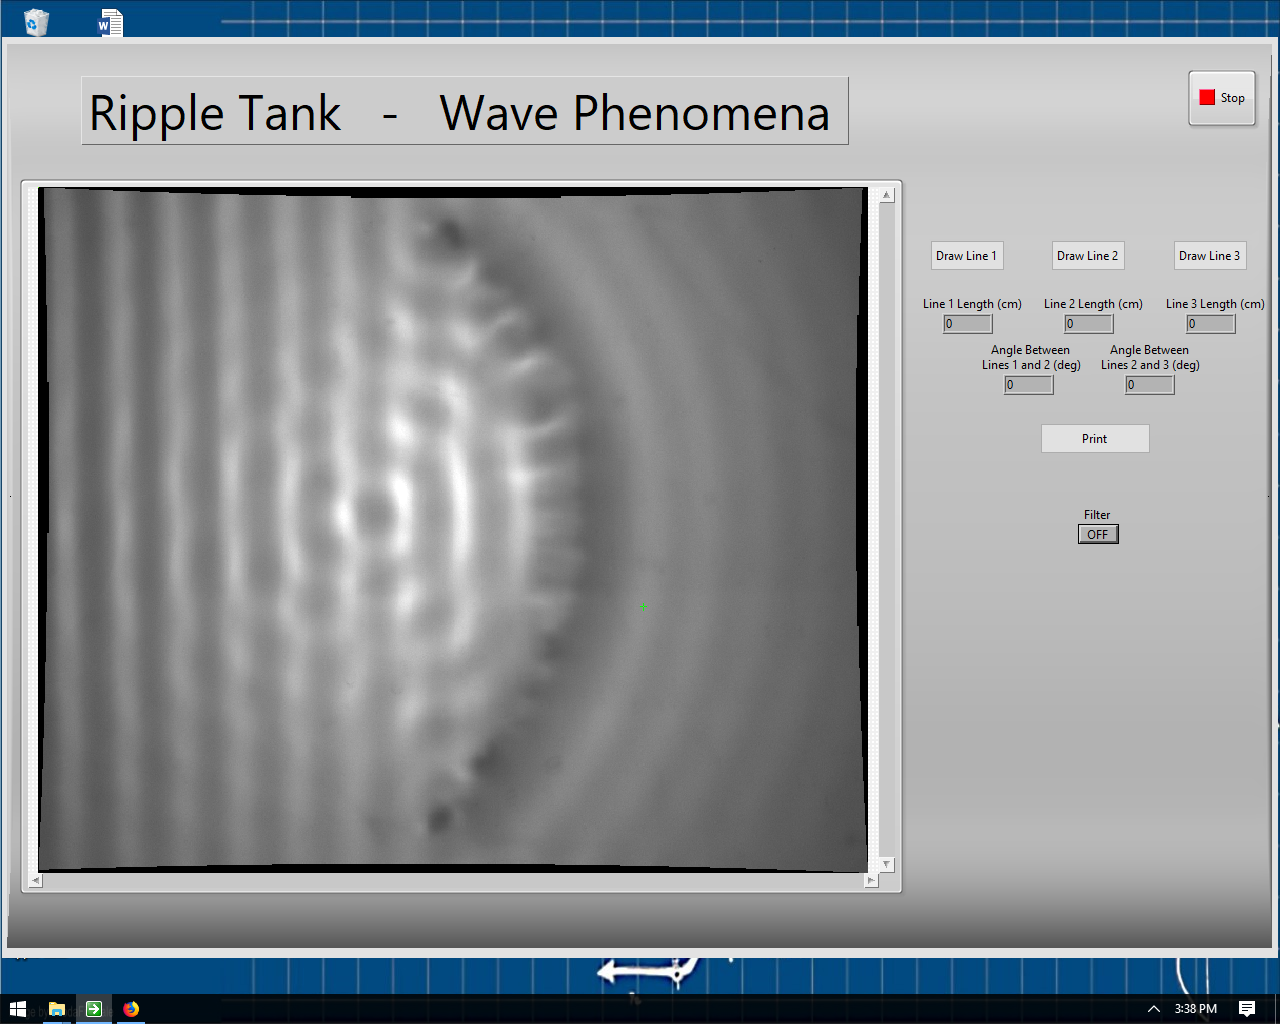 W
Ripple Tank - Wave Phenomena
Stop
Draw Line 1
Draw Line 2
Draw Line 3
Line 1 Length (cm)
Line 2 Length (cm)
Line 3 Length (cm)
0
0
0
Angle Between
Lines 1 and 2 (deg)
Angle Between
Lines 2 and 3 (deg)
0
0
Print
Filter
OFF
3:38 PM